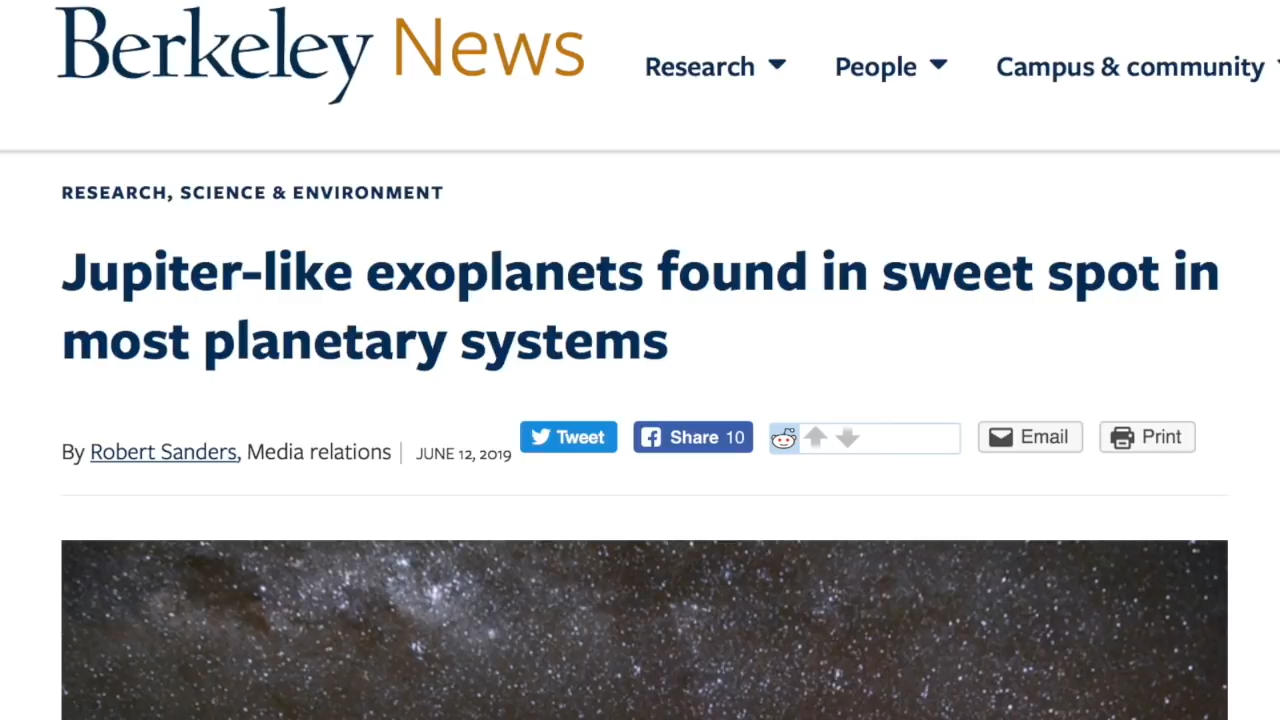 Berkeley News
Research People Campus & community
RESEARCH, SCIENCE & ENVIRONMENT
Jupiter-like exoplanets found in sweet spot in
most planetary systems
By Robert Sanders, Media relations | JUNE 12, 2019 Tweet Share 10 Email Print